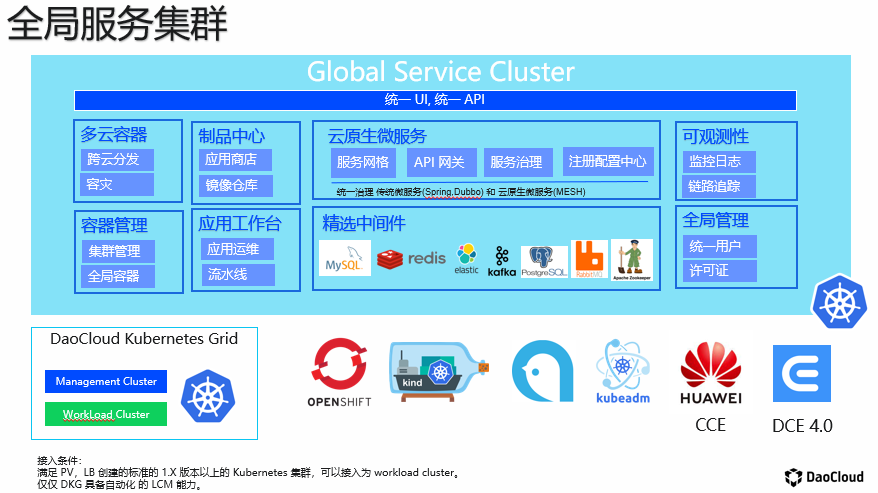 全局服务集群
Global Service Cluster
统一 UI, 统一 API
多云容器
跨云分发
容灾
制品中心
应用商店
镜像仓库
云原生微服务
服务网格
API 网关
服务治理
注册配置中心
统一治理 传统微服务(Spring,Dubbo) 和 云原生微服务(MESH)
可观测性
监控日志
链路追踪
容器管理
集群管理
全局容器
应用工作台
应用运维
流水线
精选中间件
MySQL
redis
elastic
kafka
PostgreSQL
RabbitMQ
Apache Zookeeper
全局管理
统一用户
许可证
DaoCloud Kubernetes Grid
Management Cluster
WorkLoad Cluster
OPENSHIFT
kind
kubeadm
HUAWEI
CCE
DCE 4.0
接入条件：
满足 PV，LB 创建的标准的 1.X 版本以上的 Kubernetes 集群，可以接入为 workload cluster。
仅仅 DKG 具备自动化 的 LCM 能力。
DaoCloud